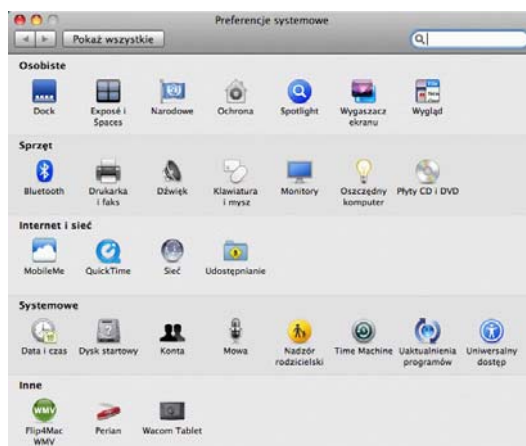 Preferencje systemowe
Pokaż wszystkie
Osobiste
Dock
Exposé i Spaces
Narodowe
Ochrona
Spotlight
Wygaszacz ekranu
Wygląd
Sprzęt
Bluetooth
Drukarka i faks
Dźwięk
Klawiatura i mysz
Monitory
Oszczędny komputer
Płyty CD i DVD
Internet i sieć
MobileMe
QuickTime
Sieć
Udostępnianie
Systemowe
Data i czas
Dysk startowy
Konta
Mowa
Nadzór rodzicielski
Time Machine
Uaktualnienia programów
Uniwersalny dostęp
Inne
WMV
Flip4Mac WMV
Perian
Wacom Tablet